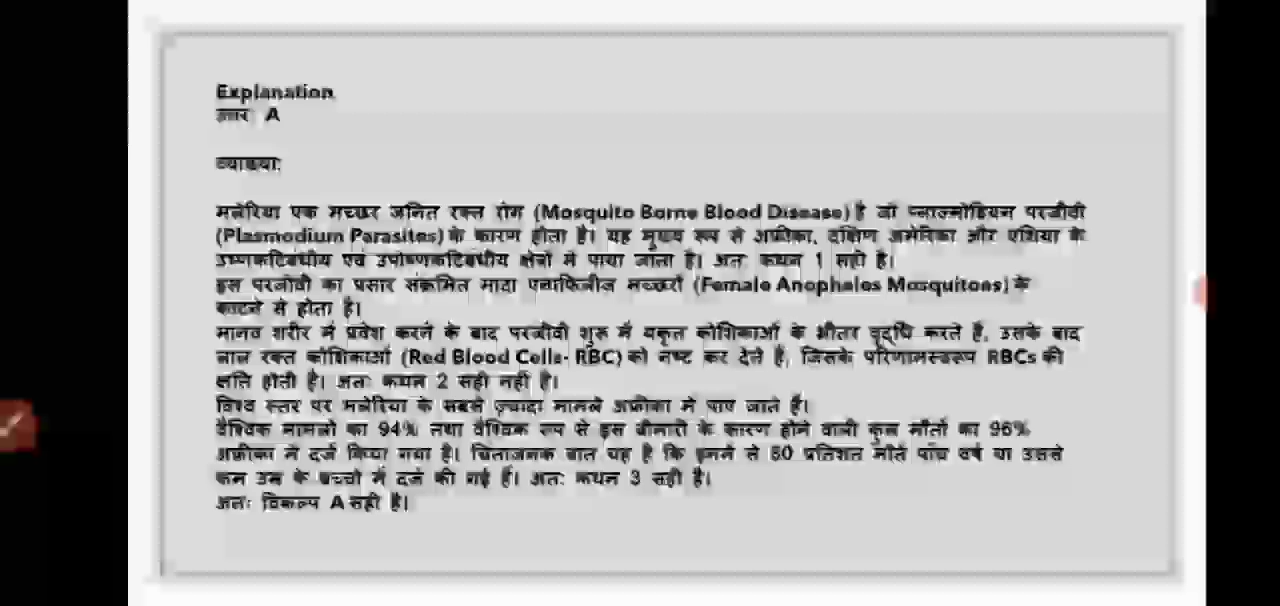 Explanation
उत्तर: A
व्याख्या:
मलेरिया एक मच्छर जनित रक्त रोग (Mosquito Borne Blood Disease) है जो प्लाज्मोडियम परजीवी
(Plasmodium Parasites) के कारण होता है। यह मुख्य रूप से अफ्रीका, दक्षिण अमेरिका और एशिया के
उष्णकटिबंधीय एवं उपोष्णकटिबंधीय क्षेत्रों में पाया जाता है। अतः कथन 1 सही है।
इस परजीवी का प्रसार संक्रमित मादा एनाफिलीज मच्छरों (Female Anopheles Mosquitoes) के
काटने से होता है।
मानव शरीर में प्रवेश करने के बाद परजीवी शुरू में यकृत कोशिकाओं के भीतर वृद्धि करते हैं, उसके बाद
लाल रक्त कोशिकाओं (Red Blood Cells- RBC) को नष्ट कर देते हैं, जिसके परिणामस्वरूप RBCs की
क्षति होती है। अतः कथन 2 सही नहीं है।
विश्व स्तर पर मलेरिया के सबसे ज़्यादा मामले अफ्रीका में पाए जाते हैं।
वैश्विक मामलों का 94% तथा वैश्विक रूप से इस बीमारी के कारण होने वाली कुल मौतों का 96%
अफ्रीका में दर्ज किया गया है। चिंताजनक बात यह है कि इनमें से 80 प्रतिशत मौतें पाँच वर्ष या उससे
कम उम्र के बच्चों में दर्ज की गई हैं। अतः कथन 3 सही है।
अतः विकल्प A सही है।